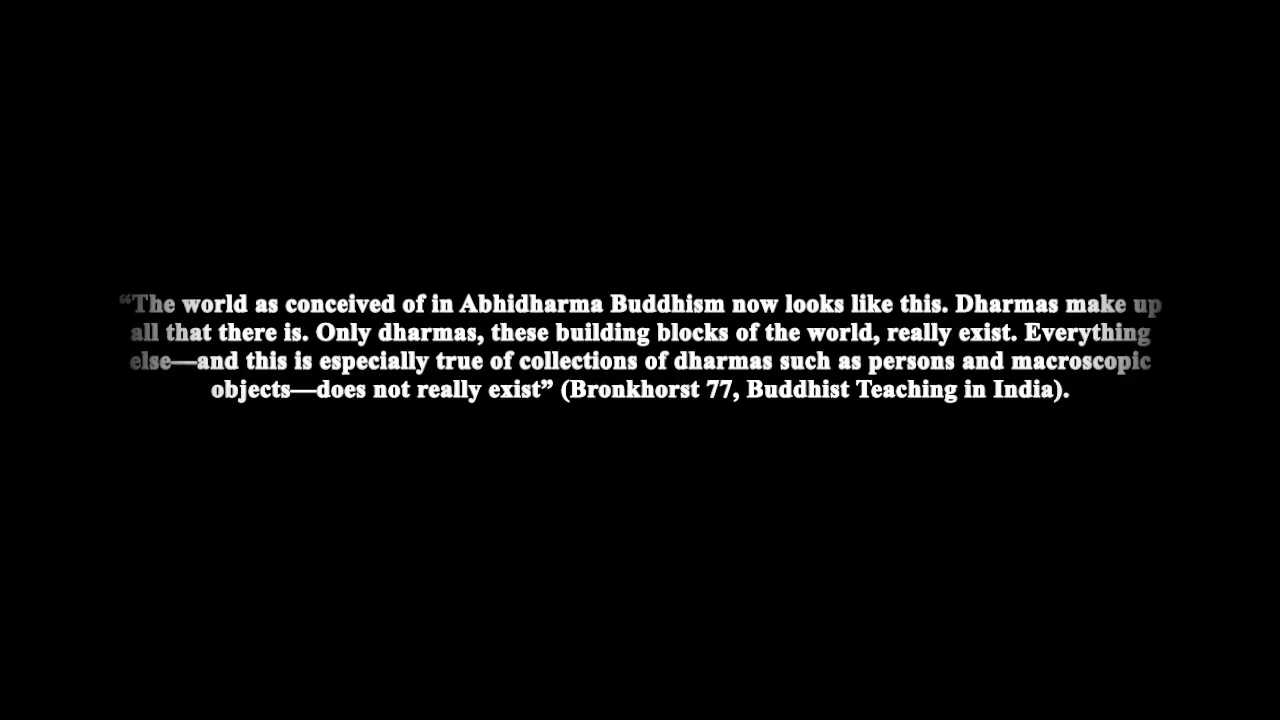 “The world as conceived of in Abhidharma Buddhism now looks like this. Dharmas make up
all that there is. Only dharmas, these building blocks of the world, really exist. Everything
else—and this is especially true of collections of dharmas such as persons and macroscopic
objects—does not really exist” (Bronkhorst 77, Buddhist Teaching in India).